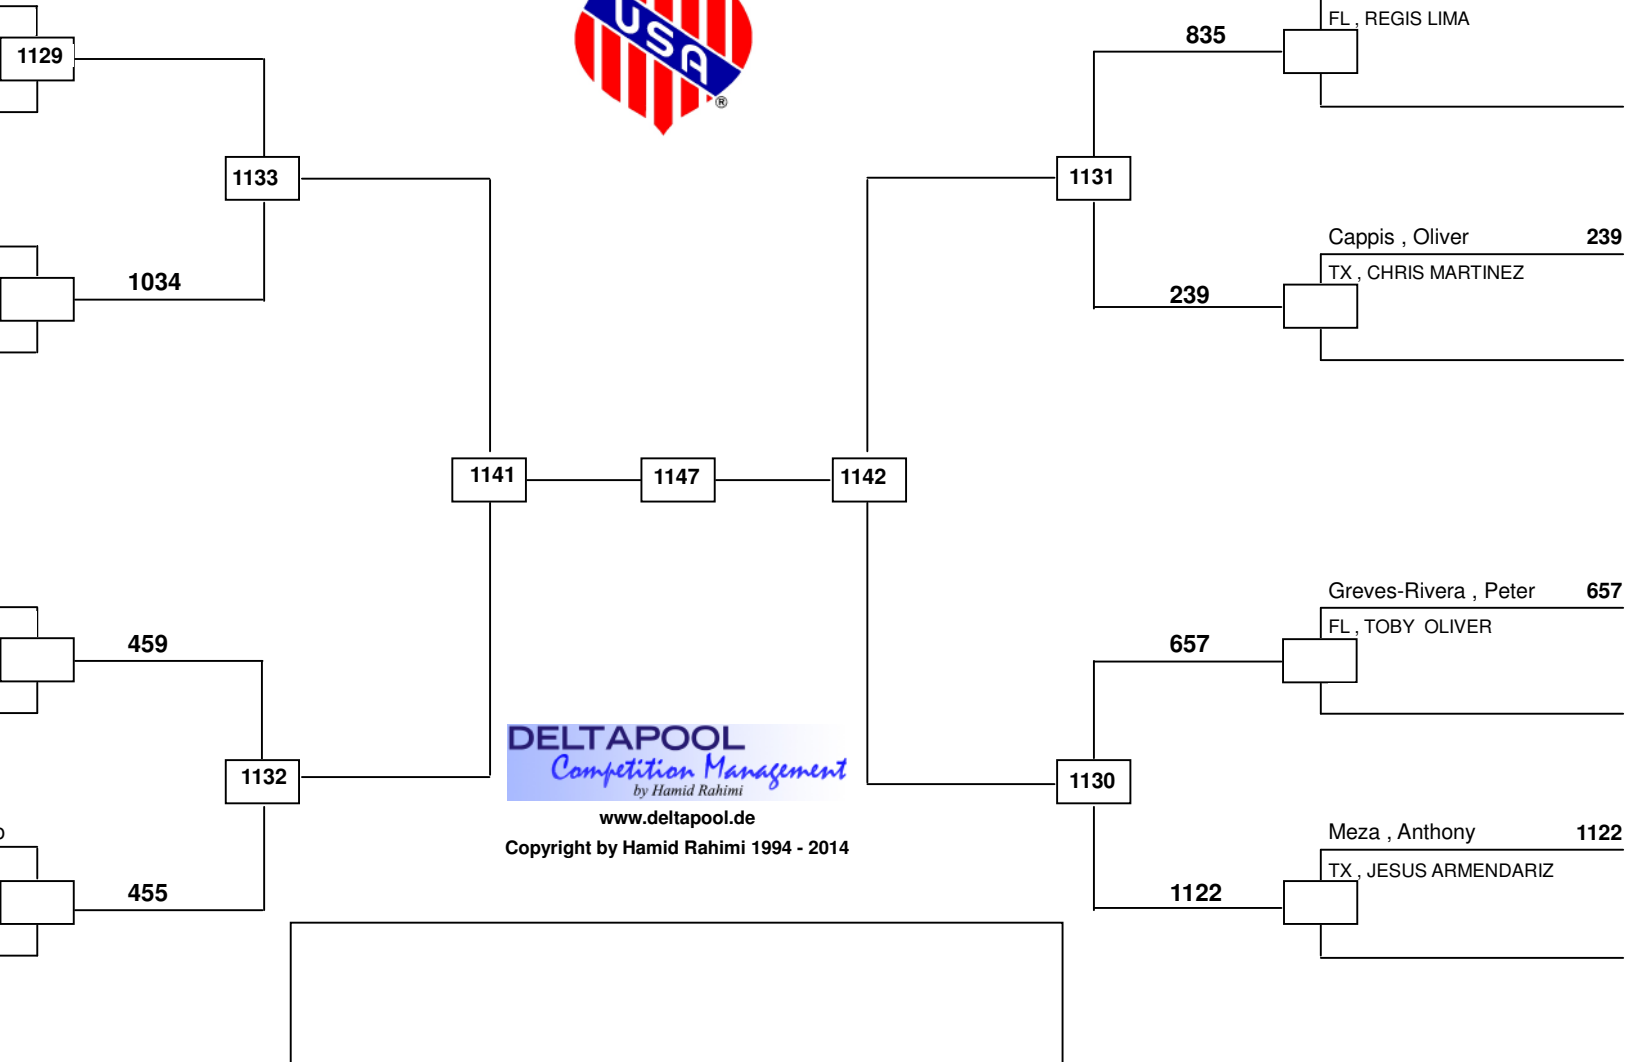 USA
®
FL , REGIS LIMA
835
1129
1133
1131
Cappis , Oliver 239
TX , CHRIS MARTINEZ
1034
239
1141
1147
1142
Greves-Rivera , Peter 657
FL , TOBY OLIVER
459
657
DELTAPOOL
Competition Management
by Hamid Rahimi
www.deltapool.de
Copyright by Hamid Rahimi 1994 - 2014
1132
1130
Meza , Anthony 1122
TX , JESUS ARMENDARIZ
455
1122